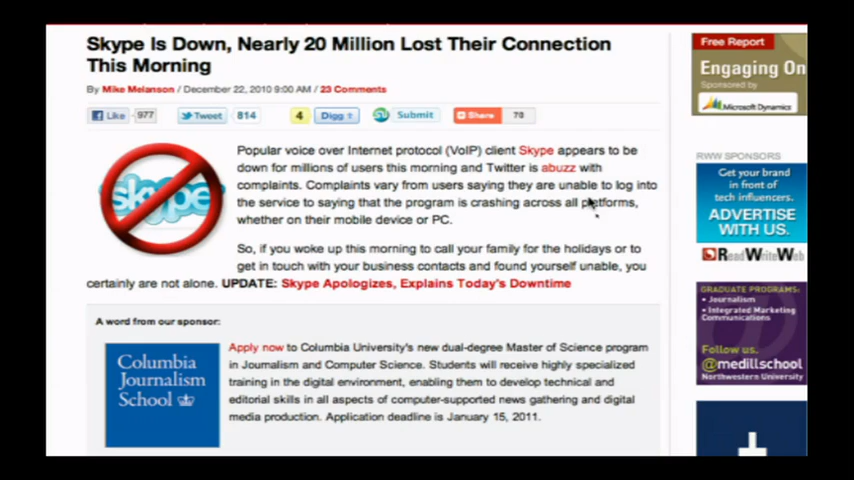 Skype Is Down, Nearly 20 Million Lost Their Connection
This Morning
By Mike Melanson / December 22, 2010 9:00 AM / 23 Comments
Like 977 Tweet 814 4 Digg Submit Share 70
Popular voice over Internet protocol (VoIP) client Skype appears to be
down for millions of users this morning and Twitter is abuzz with
complaints. Complaints vary from users saying they are unable to log into
the service to saying that the program is crashing across all platforms,
whether on their mobile device or PC.
So, if you woke up this morning to call your family for the holidays or to
get in touch with your business contacts and found yourself unable, you
certainly are not alone. UPDATE: Skype Apologizes, Explains Today's Downtime
skype
A word from our sponsor:
Columbia
Journalism
School
Apply now to Columbia University's new dual-degree Master of Science program
in Journalism and Computer Science. Students will receive highly specialized
training in the digital environment, enabling them to develop technical and
editorial skills in all aspects of computer-supported news gathering and digital
media production. Application deadline is January 15, 2011.
Free Report
Engaging On
Sponsored by
Microsoft Dynamics
RWW SPONSORS
Get your brand
in front of
tech influencers.
ADVERTISE
WITH US.
ReadWriteWeb
GRADUATE PROGRAMS:
• Journalism
• Integrated Marketing
Communications
Follow us.
@medillschool
Northwestern University